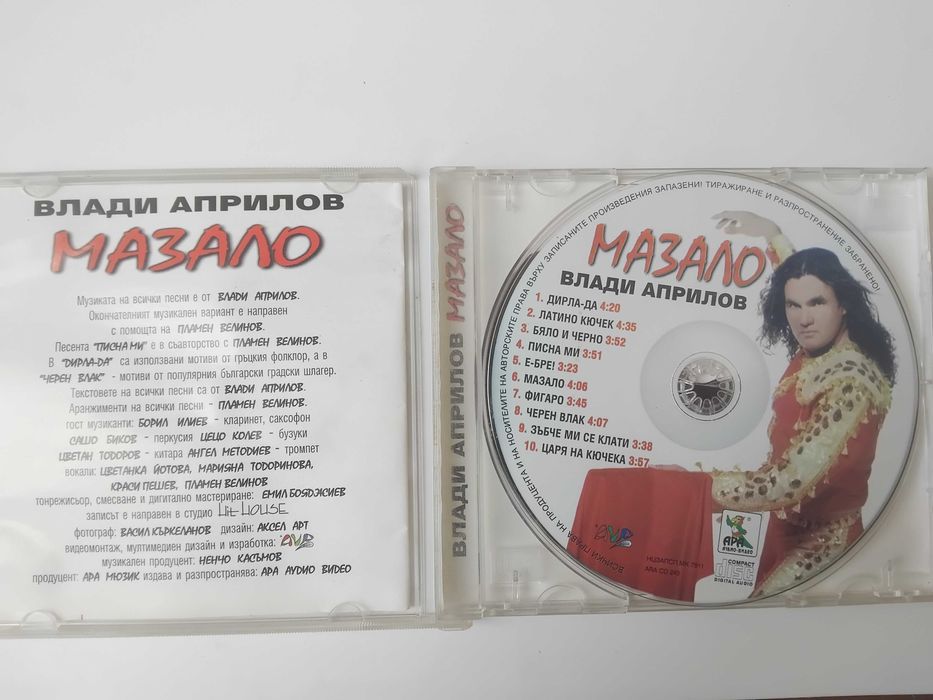 ВЛАДИ АПРИЛОВ
МАЗАЛО
Музиката на всички песни е от ВЛАДИ АПРИЛОВ.
Окончателният музикален вариант е направен
с помощта на ПЛАМЕН ВЕЛИНОВ.
Песента "ПИСНА МИ" е в съавторство с ПЛАМЕН ВЕЛИНОВ.
В "ДИРЛА-DA" са използвани мотиви от гръцкия фолклор, а в
"ЧЕРЕН ВЛАК" - мотиви от популярния български градски шлагер.
Текстовете на всички песни са от ВЛАДИ АПРИЛОВ.
Аранжименти на всички песни - ПЛАМЕН ВЕЛИНОВ.
гост музиканти: БОРИЛ ИЛИЕВ - кларинет, саксофон
САШО БИКОВ - перкусия ЦЕЦО КОЛЕВ - бузуки
ЦВЕТАН ТОДОРОВ - китара АНГЕЛ МЕТОДИЕВ - тромпет
вокали: ЦВЕТАНКА ЙОТОВА, МАРИЯНА ТОДОРИНОВА,
КРАСИ ПЕШЕВ, ПЛАМЕН ВЕЛИНОВ
тонрежисьор, смесване и дигитално мастериране: ЕМИЛ БОЯДЖИЕВ
записът е направен в студио Hit-HOUSE
фотограф: ВАСИЛ КЪРКЕЛАНОВ дизайн: АКСЕЛ АРТ
видеомонтаж, мултимедиен дизайн и изработка: AVP
музикален продуцент: НЕНЧО КАСЪМОВ
продуцент: АРА МЮЗИК издава и разпространява: АРА АУДИО ВИДЕО
ВЛАДИ АПРИЛОВ МАЗАЛО
ВСИЧКИ ПРАВА НА ПРОДУЦЕНТА И НА НОСИТЕЛИТЕ НА АВТОРСКИТЕ ПРАВА ВЪРХУ ЗАПИСАНИТЕ ПРОИЗВЕДЕНИЯ ЗАПАЗЕНИ! ТИРАЖИРАНЕ И РАЗПРОСТРАНЕНИЕ ЗАБРАНЕНО!
МАЗАЛО
ВЛАДИ АПРИЛОВ
1. ДИРЛА-ДА 4:20
2. ЛАТИНО КЮЧЕК 4:35
3. БЯЛО И ЧЕРНО 3:52
4. ПИСНА МИ 3:51
5. Е-БРЕ! 3:23
6. МАЗАЛО 4:06
7. ФИГАРО 3:45
8. ЧЕРЕН ВЛАК 4:07
9. ЗЪБЧЕ МИ СЕ КЛАТИ 3:38
10. ЦАРЯ НА КЮЧЕКА 3:57
AVP
АРА
АУДИО-ВИДЕО
COMPACT
disc
DIGITAL AUDIO
ARA CD 245